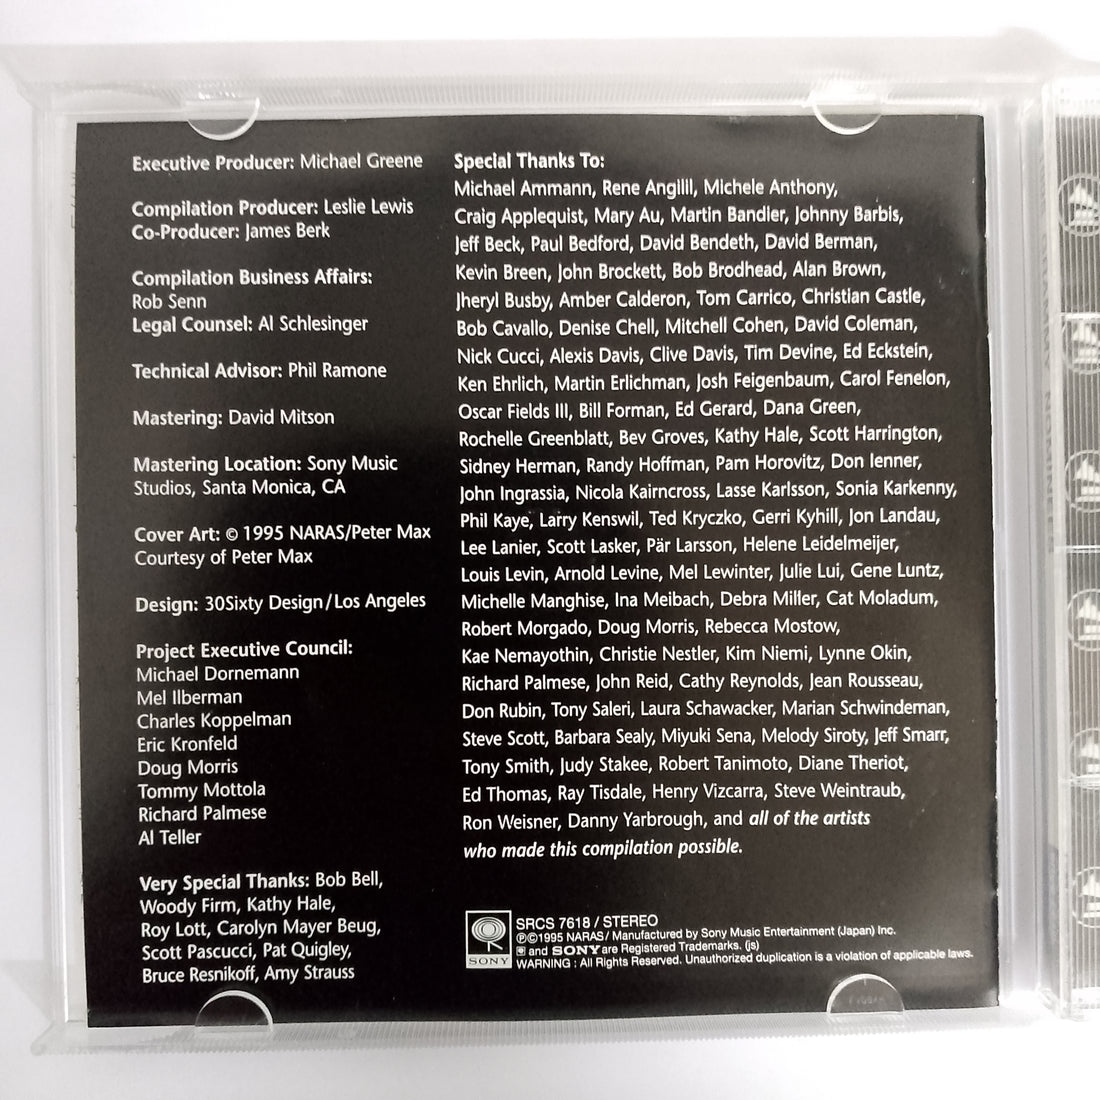 Executive Producer: Michael Greene
Compilation Producer: Leslie Lewis
Co-Producer: James Berk
Compilation Business Affairs:
Rob Senn
Legal Counsel: Al Schlesinger
Technical Advisor: Phil Ramone
Mastering: David Mitson
Mastering Location: Sony Music
Studios, Santa Monica, CA
Cover Art: © 1995 NARAS/Peter Max
Courtesy of Peter Max
Design: 30Sixty Design/Los Angeles
Project Executive Council:
Michael Dornemann
Mel Ilberman
Charles Koppelman
Eric Kronfeld
Doug Morris
Tommy Mottola
Richard Palmese
Al Teller
Very Special Thanks: Bob Bell,
Woody Firm, Kathy Hale,
Roy Lott, Carolyn Mayer Beug,
Scott Pascucci, Pat Quigley,
Bruce Resnikoff, Amy Strauss
Special Thanks To:
Michael Ammann, Rene Angilll, Michele Anthony,
Craig Applequist, Mary Au, Martin Bandler, Johnny Barbis,
Jeff Beck, Paul Bedford, David Bendeth, David Berman,
Kevin Breen, John Brockett, Bob Brodhead, Alan Brown,
Jheryl Busby, Amber Calderon, Tom Carrico, Christian Castle,
Bob Cavallo, Denise Chell, Mitchell Cohen, David Coleman,
Nick Cucci, Alexis Davis, Clive Davis, Tim Devine, Ed Eckstein,
Ken Ehrlich, Martin Erlichman, Josh Feigenbaum, Carol Fenelon,
Oscar Fields III, Bill Forman, Ed Gerard, Dana Green,
Rochelle Greenblatt, Bev Groves, Kathy Hale, Scott Harrington,
Sidney Herman, Randy Hoffman, Pam Horovitz, Don Ienner,
John Ingrassia, Nicola Kairncross, Lasse Karlsson, Sonia Karkenny,
Phil Kaye, Larry Kenswil, Ted Kryczko, Gerri Kyhill, Jon Landau,
Lee Lanier, Scott Lasker, Pär Larsson, Helene Leidelmeijer,
Louis Levin, Arnold Levine, Mel Lewinter, Julie Lui, Gene Luntz,
Michelle Manghise, Ina Meibach, Debra Miller, Cat Moladum,
Robert Morgado, Doug Morris, Rebecca Mostow,
Kae Nemayothin, Christie Nestler, Kim Niemi, Lynne Okin,
Richard Palmese, John Reid, Cathy Reynolds, Jean Rousseau,
Don Rubin, Tony Saleri, Laura Schawacker, Marian Schwindeman,
Steve Scott, Barbara Sealy, Miyuki Sena, Melody Siroty, Jeff Smarr,
Tony Smith, Judy Stakee, Robert Tanimoto, Diane Theriot,
Ed Thomas, Ray Tisdale, Henry Vizcarra, Steve Weintraub,
Ron Weisner, Danny Yarbrough, and all of the artists
who made this compilation possible.
SONY
SRCS 7618 / STEREO
℗©1995 NARAS/ Manufactured by Sony Music Entertainment (Japan) Inc.
and SONY are Registered Trademarks. (js)
WARNING : All Rights Reserved. Unauthorized duplication is a violation of applicable laws.